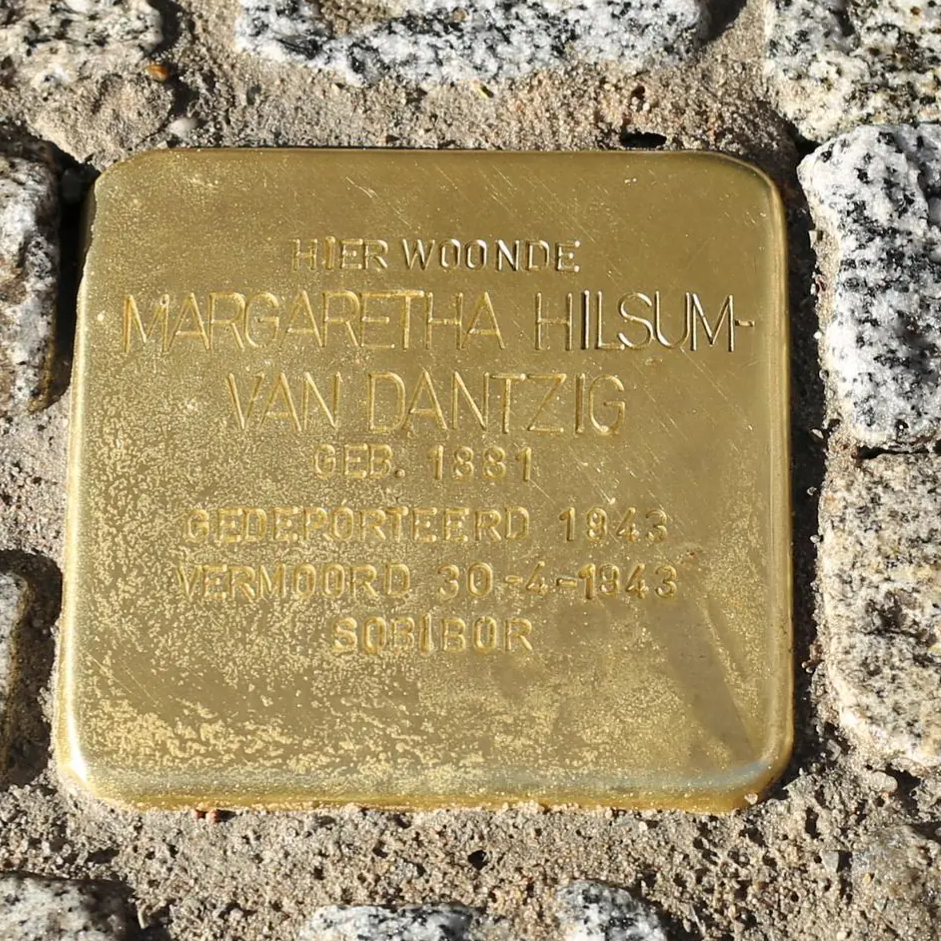 HIER WOONDE
MARGARETHA HILSUM-
VAN DANTZIG
GEB. 1881
GEDEPORTEERD 1943
VERMOORD 30-4-1943
SOBIBOR